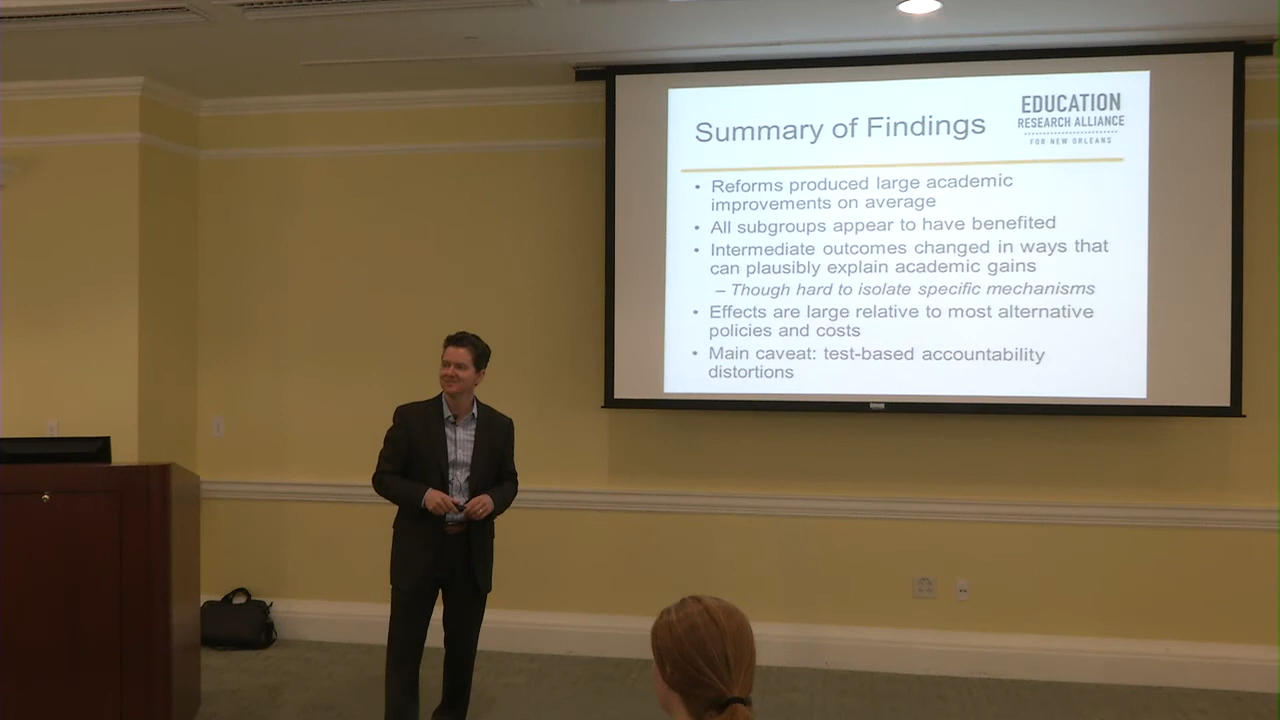 Summary of Findings
EDUCATION
RESEARCH ALLIANCE
FOR NEW ORLEANS
• Reforms produced large academic
improvements on average
• All subgroups appear to have benefited
• Intermediate outcomes changed in ways that
can plausibly explain academic gains
– Though hard to isolate specific mechanisms
• Effects are large relative to most alternative
policies and costs
• Main caveat: test-based accountability
distortions